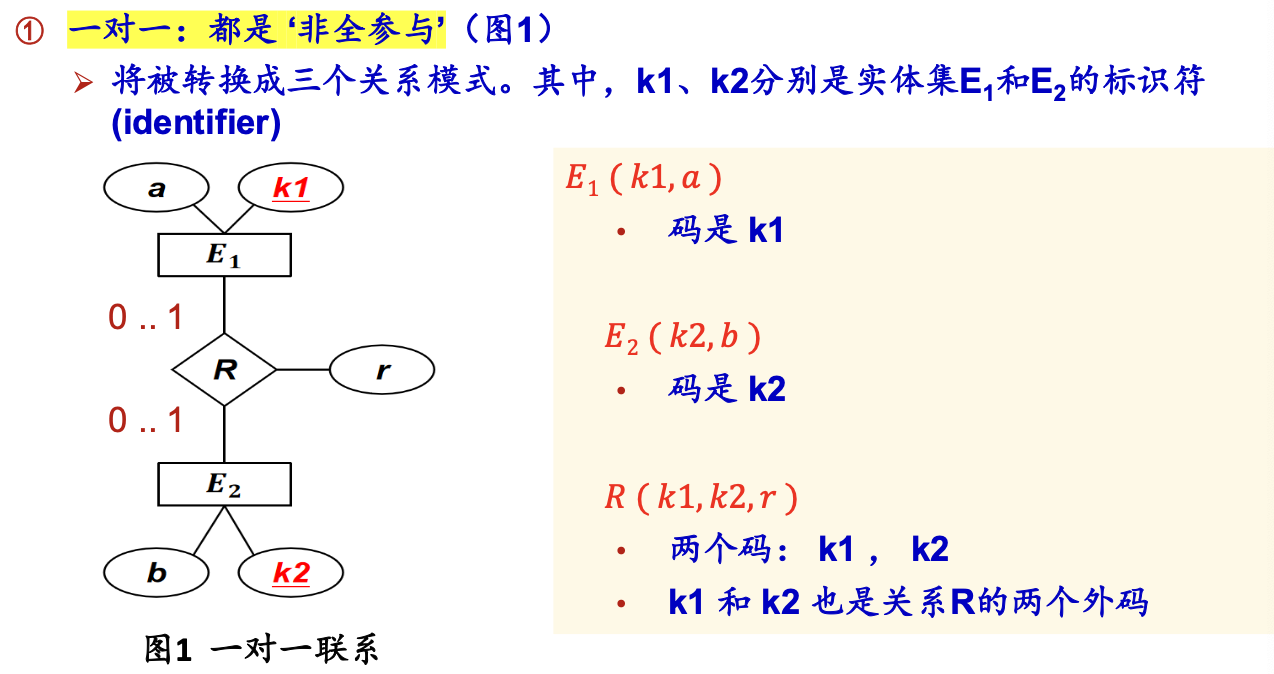 ① 一对一：都是 ‘非全参与’（图1）
➢ 将被转换成三个关系模式。其中，k1、k2分别是实体集E₁和E₂的标识符
(identifier)
a
k1
E₁
0 .. 1
R
r
0 .. 1
E₂
b
k2
图1 一对一联系
E₁ ( k1, a )
• 码是 k1
E₂ ( k2, b )
• 码是 k2
R ( k1, k2, r )
• 两个码： k1 ， k2
• k1 和 k2 也是关系R的两个外码